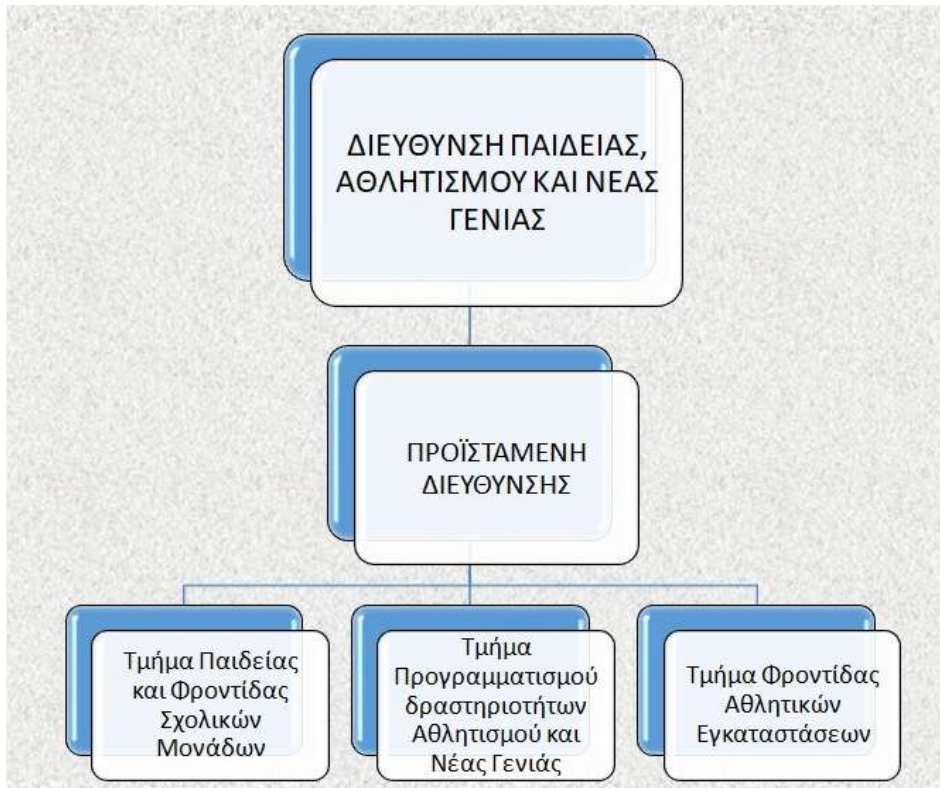 ΔΙΕΥΘΥΝΣΗ ΠΑΙΔΕΙΑΣ,
ΑΘΛΗΤΙΣΜΟΥ ΚΑΙ ΝΕΑΣ
ΓΕΝΙΑΣ
ΠΡΟΪΣΤΑΜΕΝΗ
ΔΙΕΥΘΥΝΣΗΣ
Τμήμα Παιδείας
και Φροντίδας
Σχολικών
Μονάδων
Τμήμα
Προγραμματισμού
δραστηριοτήτων
Αθλητισμού και
Νέας Γενιάς
Τμήμα Φροντίδας
Αθλητικών
Εγκαταστάσεων